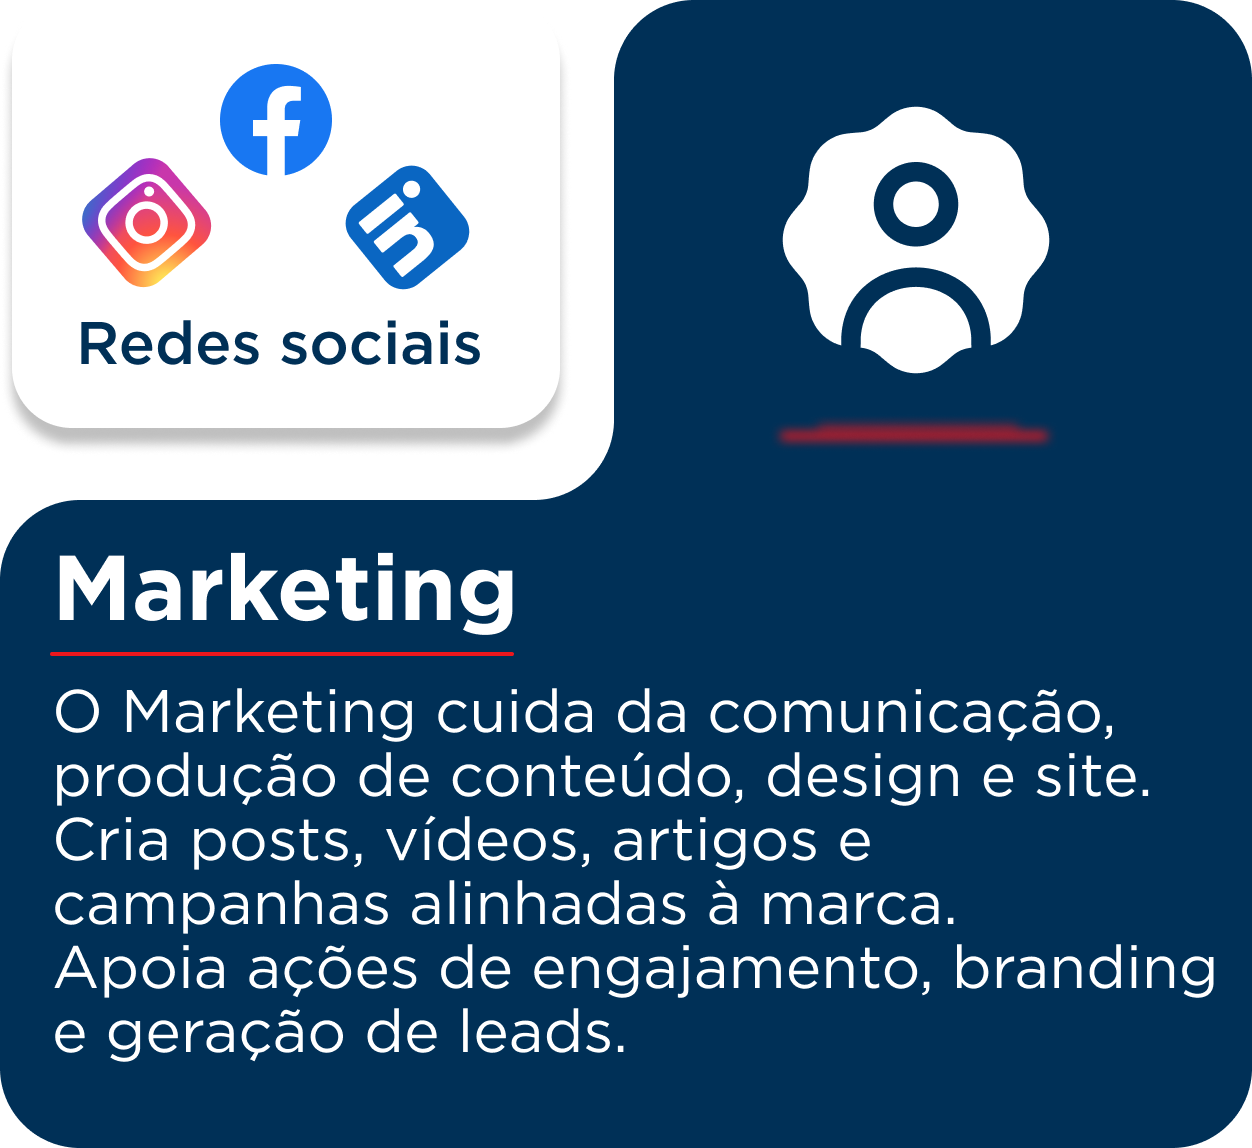 Redes sociais
Marketing
O Marketing cuida da comunicação,
produção de conteúdo, design e site.
Cria posts, vídeos, artigos e
campanhas alinhadas à marca.
Apoia ações de engajamento, branding
e geração de leads.